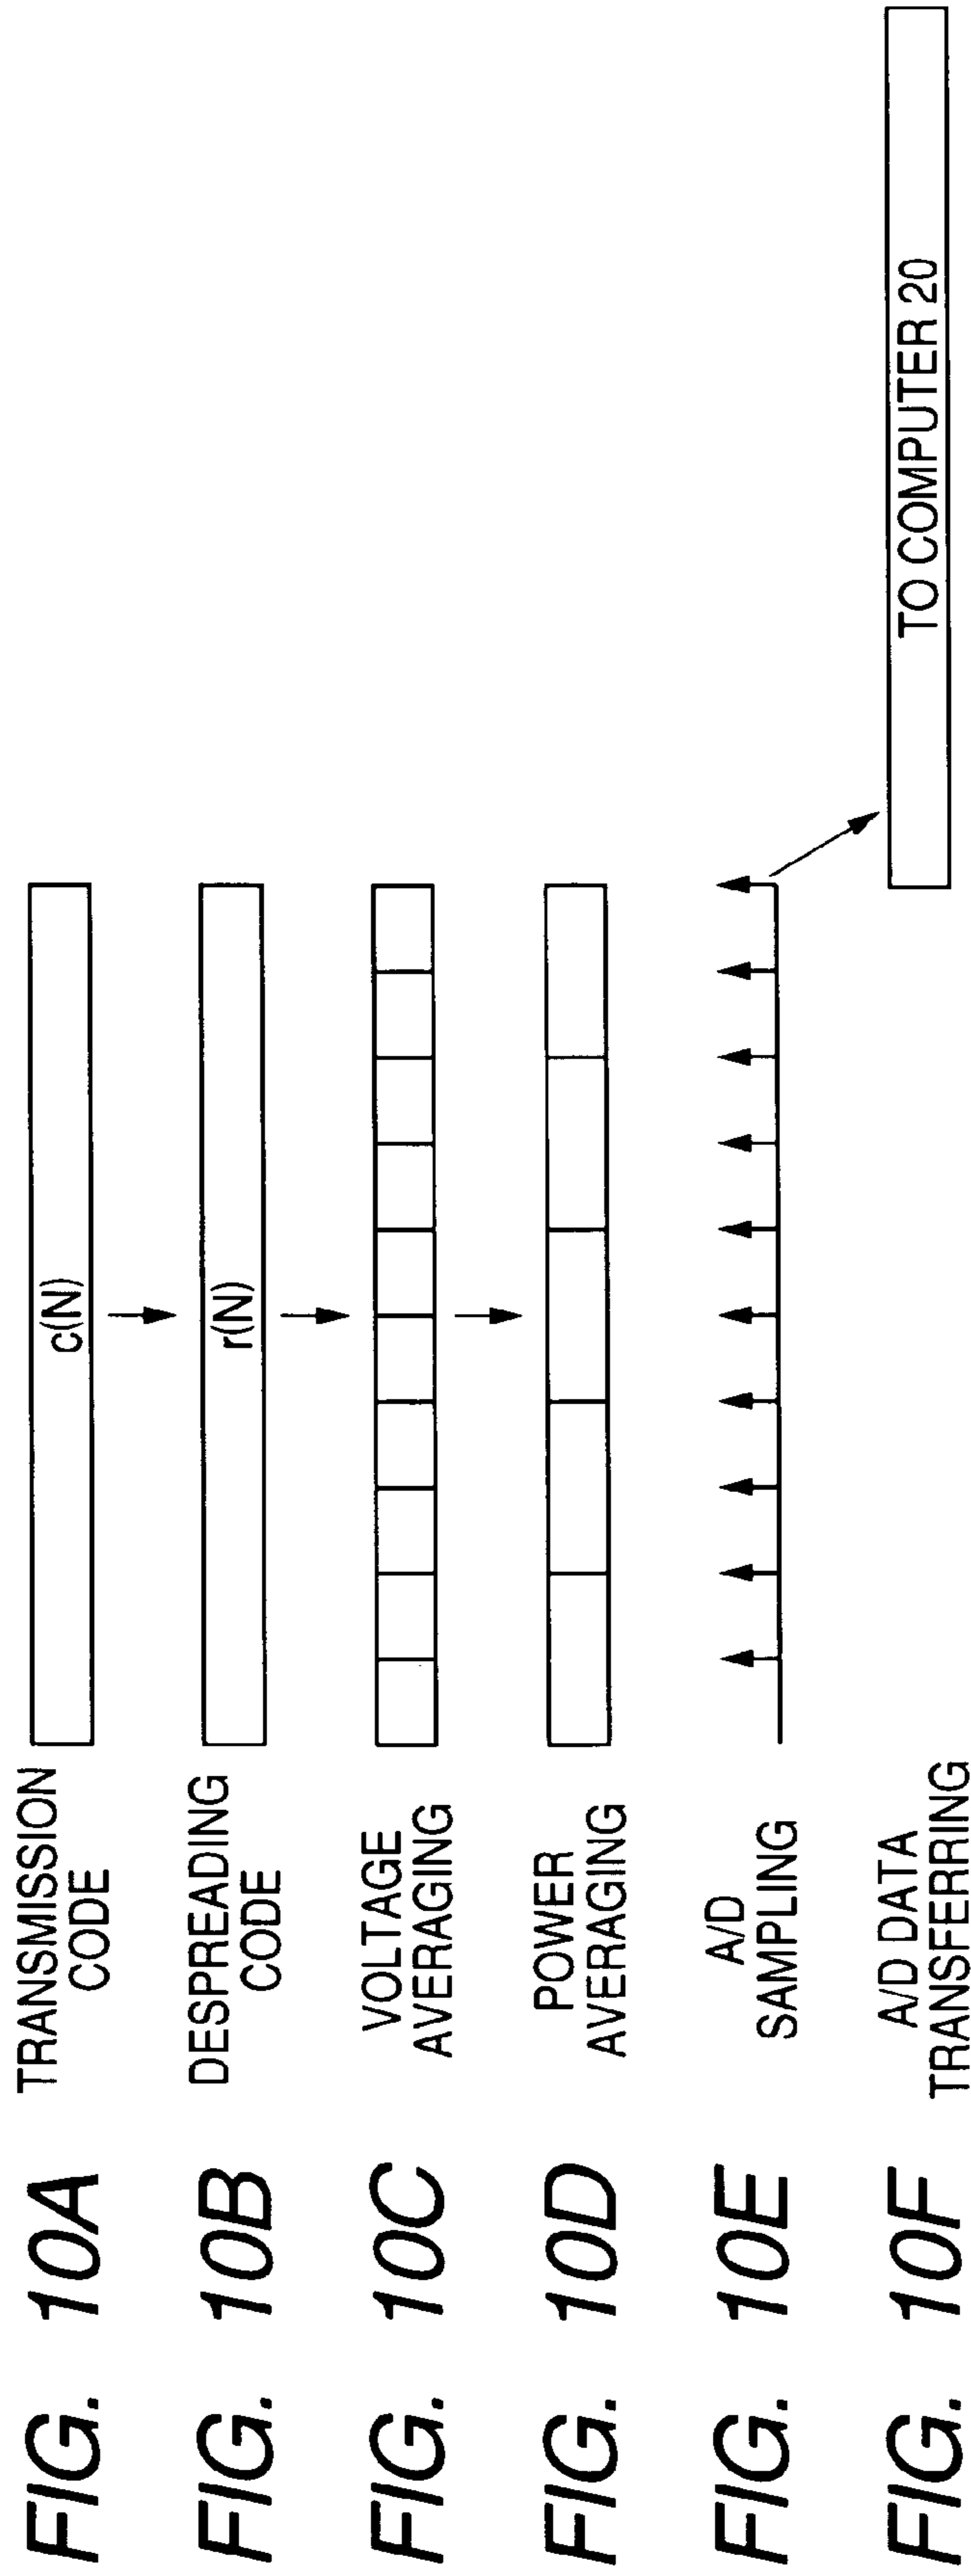 FIG. 10A
TRANSMISSION
CODE
c(N)
FIG. 10B
DESPREADING
CODE
r(N)
FIG. 10C
VOLTAGE
AVERAGING
FIG. 10D
POWER
AVERAGING
FIG. 10E
A/D
SAMPLING
FIG. 10F
A/D DATA
TRANSFERRING
TO COMPUTER 20